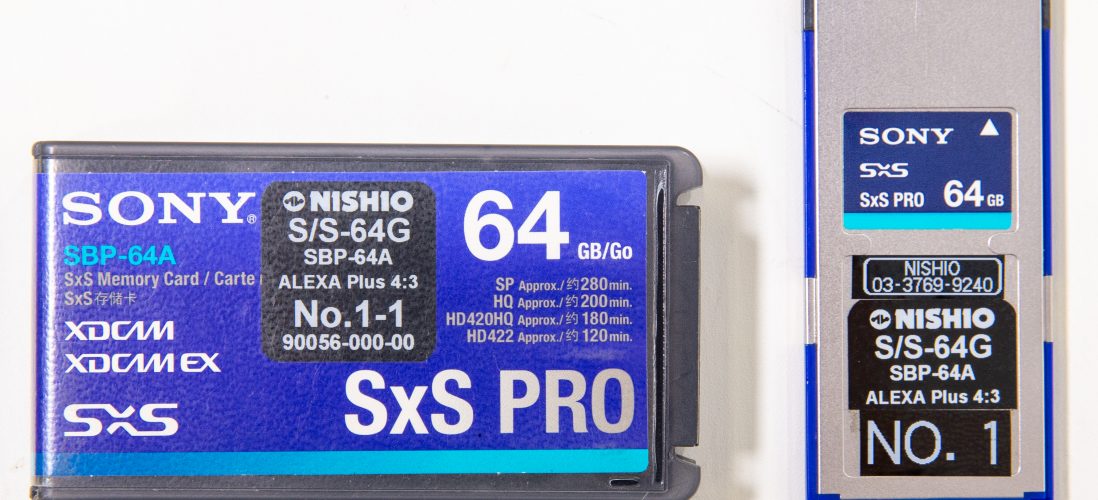 SONY®
SBP-64A
SxS Memory Card / Carte
SxS存储卡
XDCAM
XDCAM EX
SxS
NISHIO
S/S-64G
SBP-64A
ALEXA Plus 4:3
No.1-1
90056-000-00
64 GB/Go
SP Approx./约280min.
HQ Approx./约200min.
HD420HQ Approx./约180min.
HD422 Approx./约120min.
SxS PRO
SONY
SxS
SxS PRO 64GB
NISHIO
03-3769-9240
NISHIO
S/S-64G
SBP-64A
ALEXA Plus 4:3
NO. 1